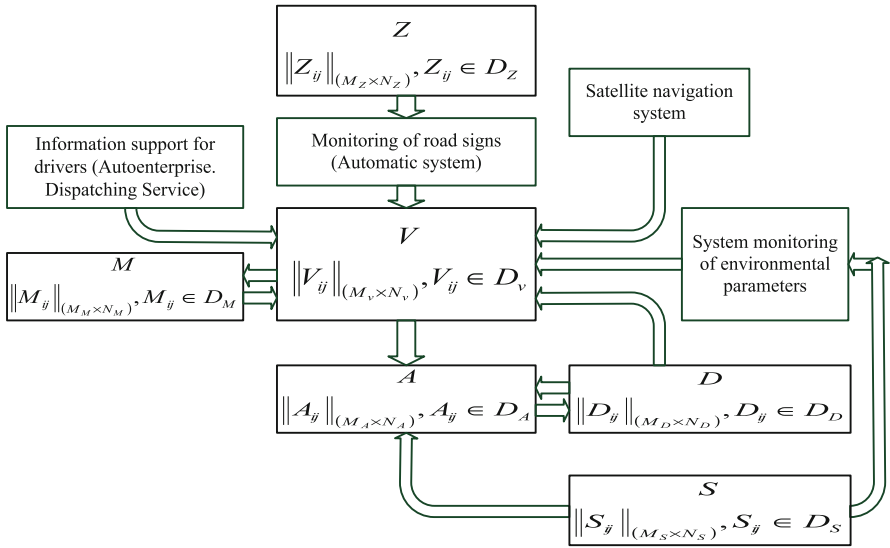 Z
‖Z_ij‖_(M_Z×N_Z), Z_ij ∈ D_Z
Satellite navigation
system
Information support for
drivers (Autoenterprise.
Dispatching Service)
Monitoring of road signs
(Automatic system)
V
‖V_ij‖_(M_v×N_v), V_ij ∈ D_v
System monitoring
of environmental
parameters
M
‖M_ij‖_(M_M×N_M), M_ij ∈ D_M
A
‖A_ij‖_(M_A×N_A), A_ij ∈ D_A
D
‖D_ij‖_(M_D×N_D), D_ij ∈ D_D
S
‖S_ij‖_(M_S×N_S), S_ij ∈ D_S